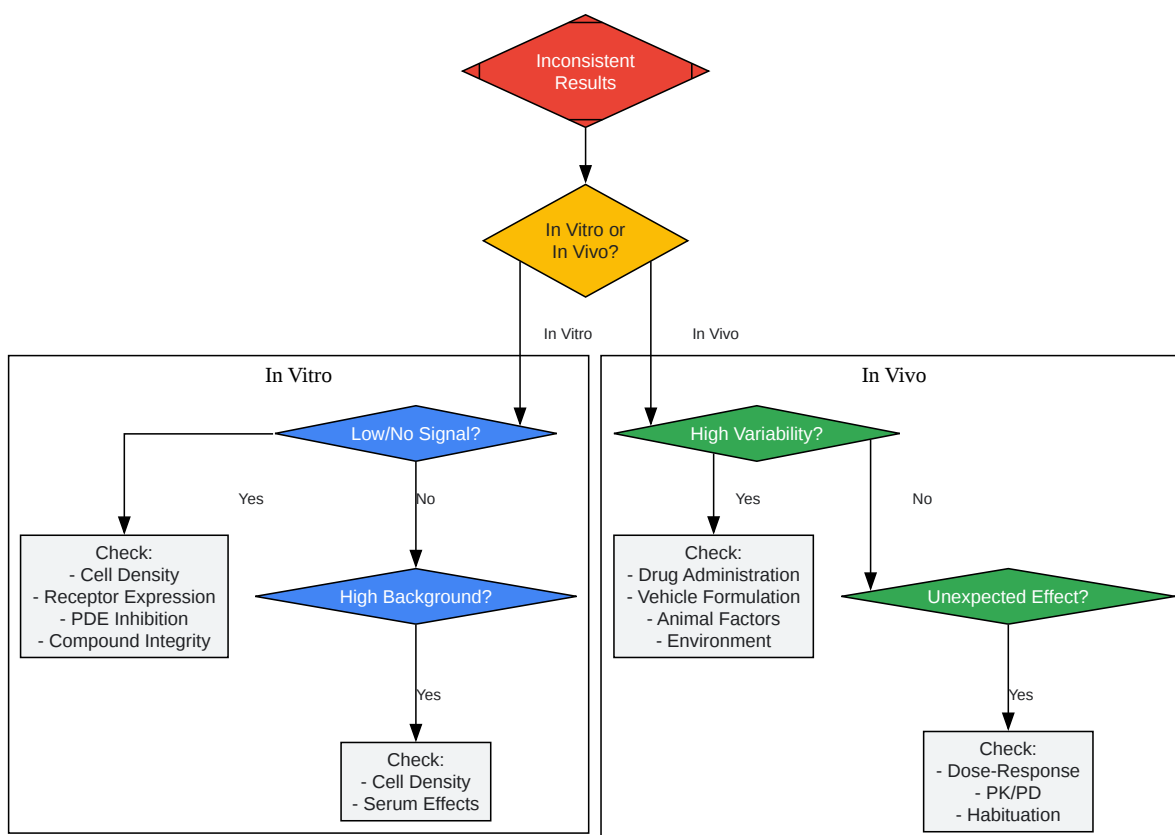 Inconsistent
Results
In Vitro or
In Vivo?
In Vitro
In Vivo
In Vitro
Low/No Signal?
Yes
No
Check:
- Cell Density
- Receptor Expression
- PDE Inhibition
- Compound Integrity
High Background?
Yes
Check:
- Cell Density
- Serum Effects
In Vivo
High Variability?
Yes
No
Check:
- Drug Administration
- Vehicle Formulation
- Animal Factors
- Environment
Unexpected Effect?
Yes
Check:
- Dose-Response
- PK/PD
- Habituation